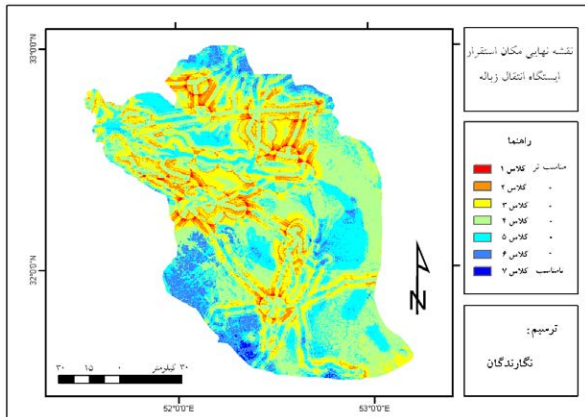 نقشه نهایی مکان استقرار
ایستگاه انتقال زباله
راهنما
کلاس ۱ مناسب تر
کلاس ۲ "
کلاس ۳ "
کلاس ۴ "
کلاس ۵ "
کلاس ۶ "
کلاس ۷ نامناسب
ترسیم:
نگارندگان
33°0'0"N
32°0'0"N
۳۰ ۱۵ ۰ ۳۰ کیلومتر
52°0'0"E 53°0'0"E
N